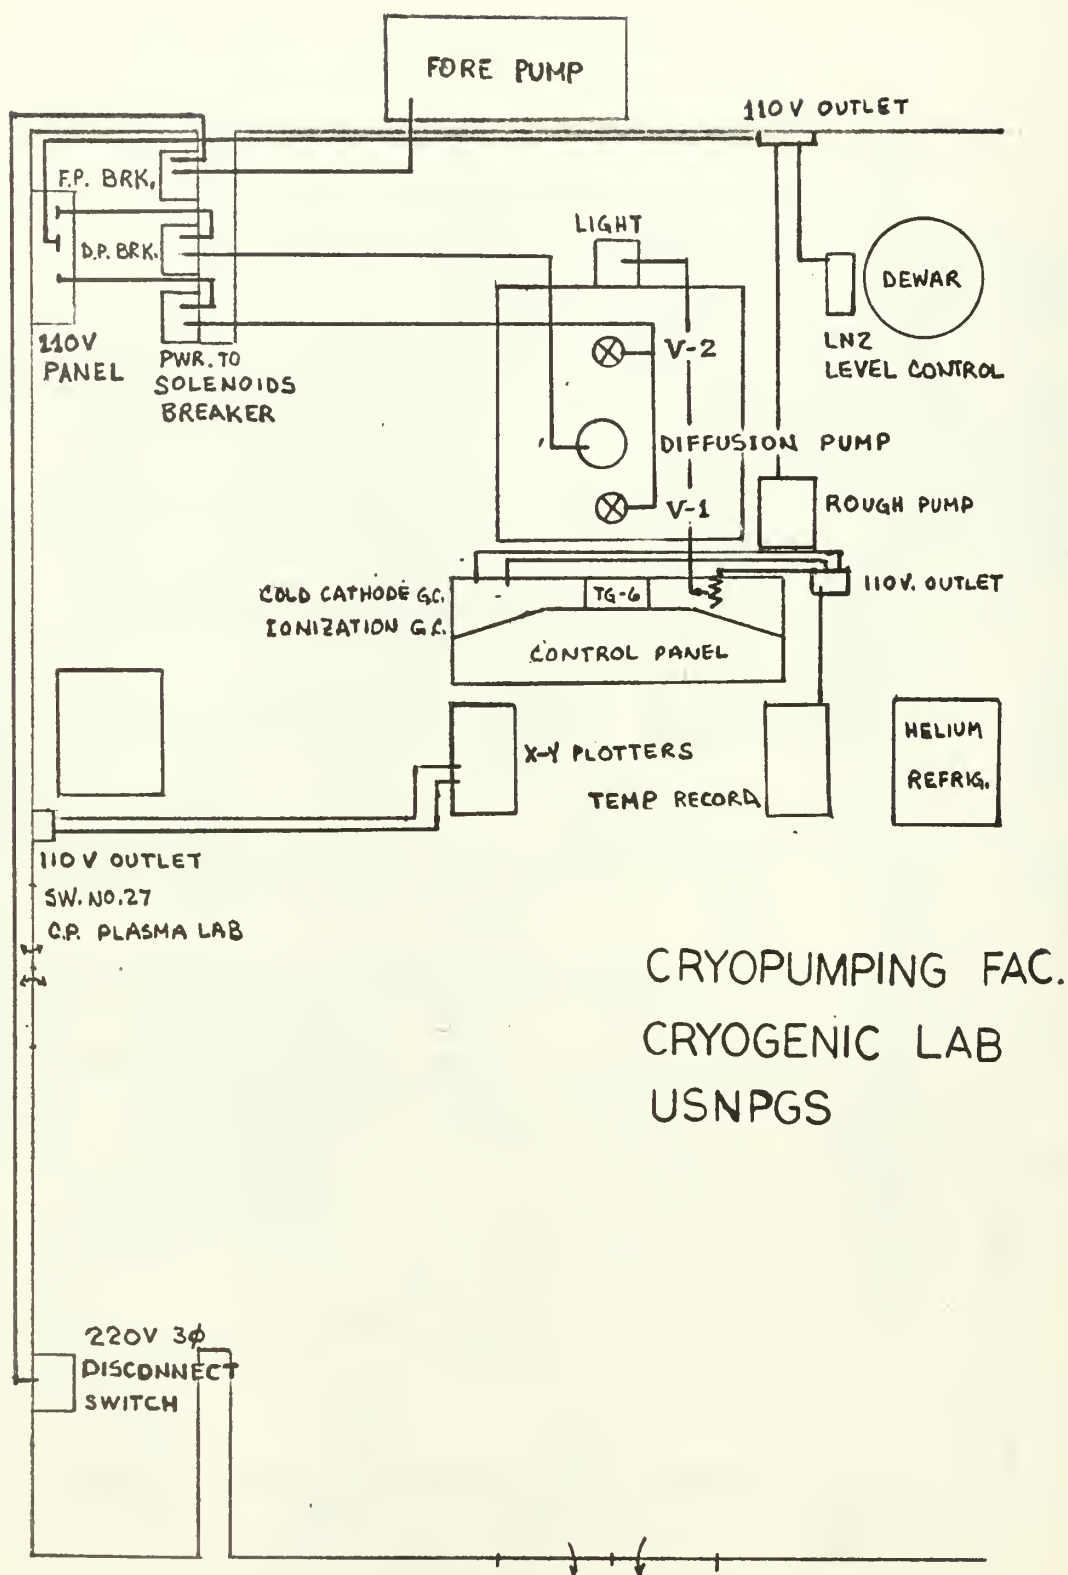 FORE PUMP
110V OUTLET
F.P. BRK.
LIGHT
D.P. BRK.
DEWAR
110V
PANEL
PWR. TO
SOLENOIDS
BREAKER
V-2
LN2
LEVEL CONTROL
DIFFUSION PUMP
V-1
ROUGH PUMP
COLD CATHODE G.C.
IONIZATION G.C.
TG-6
110V. OUTLET
CONTROL PANEL
X-Y PLOTTERS
TEMP RECORD
HELIUM
REFRIG.
110 V OUTLET
SW. NO. 27
C.P. PLASMA LAB
CRYOPUMPING FAC.
CRYOGENIC LAB
USNPGS
220V 3φ
DISCONNECT
SWITCH